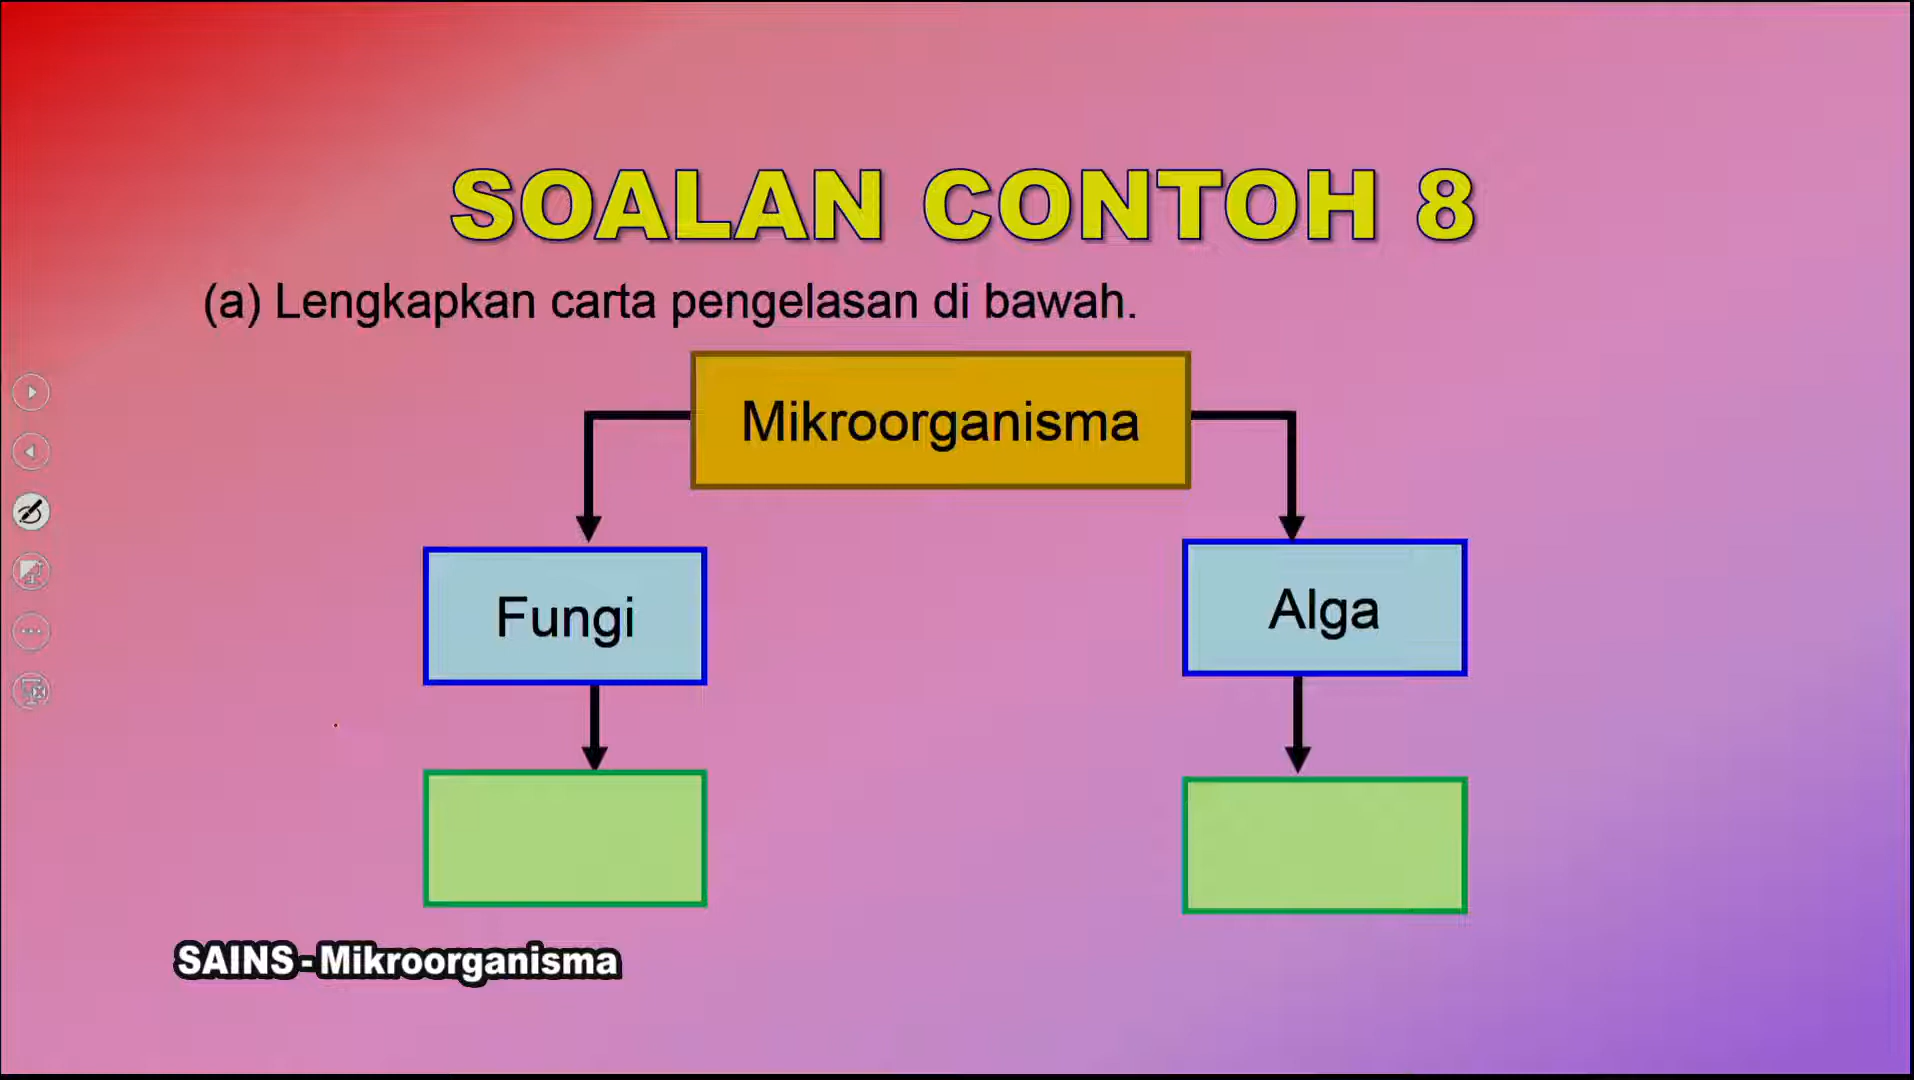 SOALAN CONTOH 8
(a) Lengkapkan carta pengelasan di bawah.
Mikroorganisma
Fungi
Alga
SAINS - Mikroorganisma